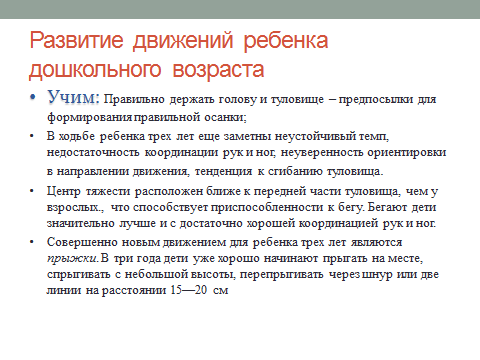 Развитие движений ребенка
дошкольного возраста
• Учим: Правильно держать голову и туловище – предпосылки для
формирования правильной осанки;
• В ходьбе ребенка трех лет еще заметны неустойчивый темп,
недостаточность координации рук и ног, неуверенность ориентировки
в направлении движения, тенденция к сгибанию туловища.
• Центр тяжести расположен ближе к передней части туловища, чем у
взрослых., что способствует приспособленности к бегу. Бегают дети
значительно лучше и с достаточно хорошей координацией рук и ног.
• Совершенно новым движением для ребенка трех лет являются
прыжки. В три года дети уже хорошо начинают прыгать на месте,
спрыгивать с небольшой высоты, перепрыгивать через шнур или две
линии на расстоянии 15—20 см